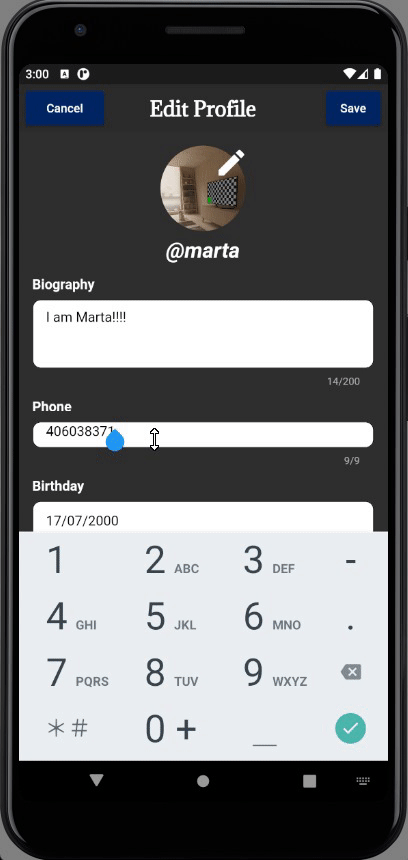 3:00
Cancel Edit Profile Save
@marta
Biography
I am Marta!!!!
14/200
Phone
406038371
9/9
Birthday
17/07/2000
1 2 ABC 3 DEF -
4 GHI 5 JKL 6 MNO .
7 PQRS 8 TUV 9 WXYZ
*# 0 + _